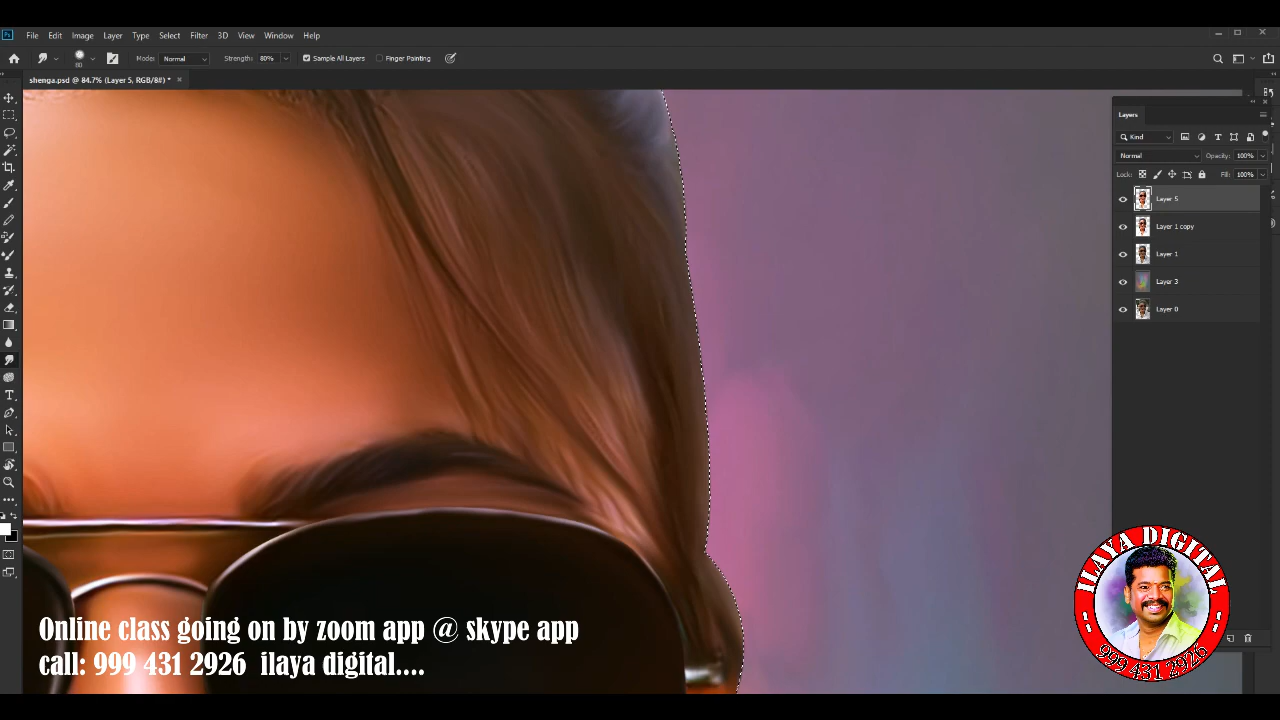 Ps File Edit Image Layer Type Select Filter 3D View Window Help
80 Mode: Normal Strength: 80% Sample All Layers Finger Painting
shenga.psd @ 84.7% (Layer 5, RGB/8#) *
Layers
Kind
Normal Opacity: 100%
Lock: Fill: 100%
Layer 5
Layer 1 copy
Layer 1
Layer 3
Layer 0
ILAYA DIGITAL
999 431 2926
Online class going on by zoom app @ skype app
call: 999 431 2926 ilaya digital....